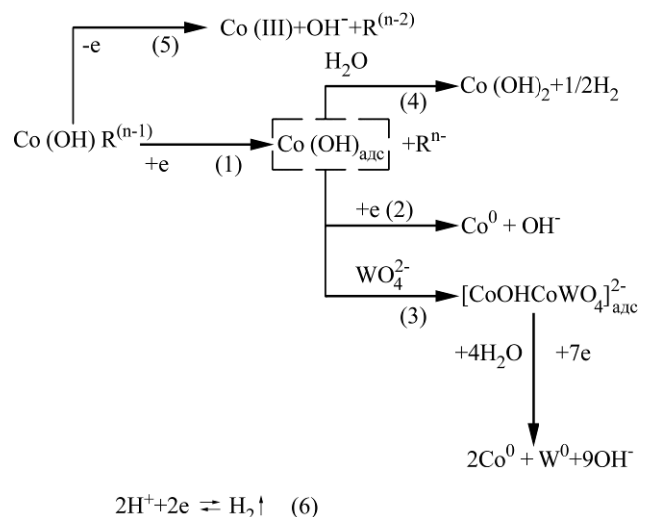 Co (III)+OH⁻+R⁽ⁿ⁻²⁾
-e (5)
H₂O
(4) Co (OH)₂+1/2H₂
Co (OH) R⁽ⁿ⁻¹⁾ Co (OH)адс +Rⁿ⁻
+e (1)
+e (2) Co⁰ + OH⁻
WO₄²⁻
(3) [CoOHCoWO₄]²⁻адс
+4H₂O +7e
2Co⁰ + W⁰+9OH⁻
2H⁺+2e ⇄ H₂↑ (6)